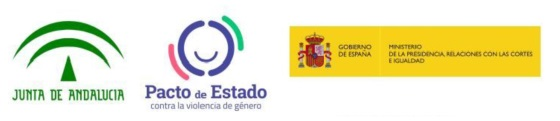 JUNTA DE ANDALUCIA
Pacto de Estado
contra la violencia de género
GOBIERNO
DE ESPAÑA
MINISTERIO
DE LA PRESIDENCIA, RELACIONES CON LAS CORTES
E IGUALDAD